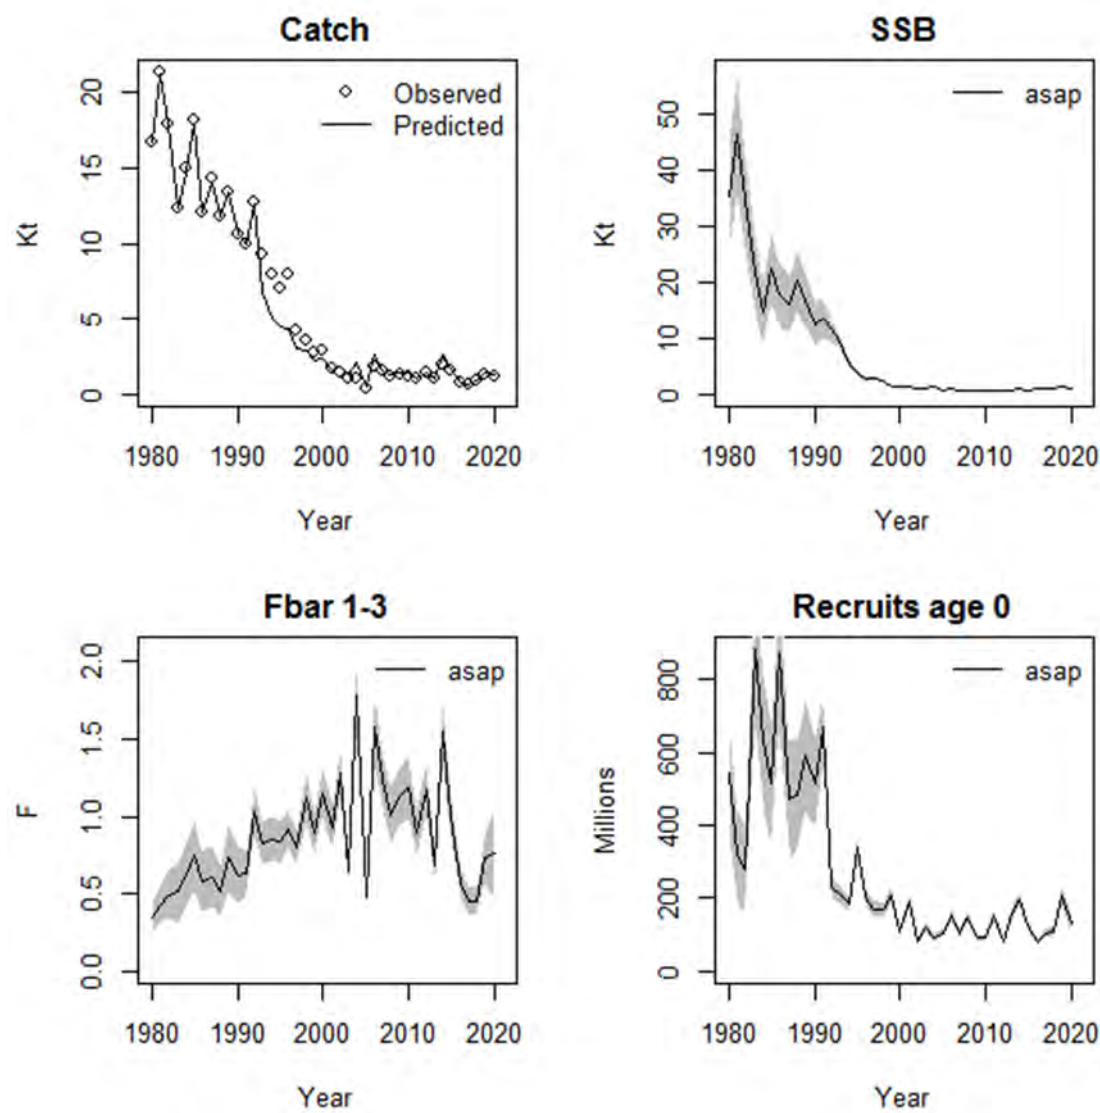 Catch
Kt
20
15
10
5
0
Observed
Predicted
1980 1990 2000 2010 2020
Year
SSB
Kt
50
40
30
20
10
0
asap
1980 1990 2000 2010 2020
Year
Fbar 1-3
F
2.0
1.5
1.0
0.5
0.0
asap
1980 1990 2000 2010 2020
Year
Recruits age 0
Millions
800
600
400
200
0
asap
1980 1990 2000 2010 2020
Year